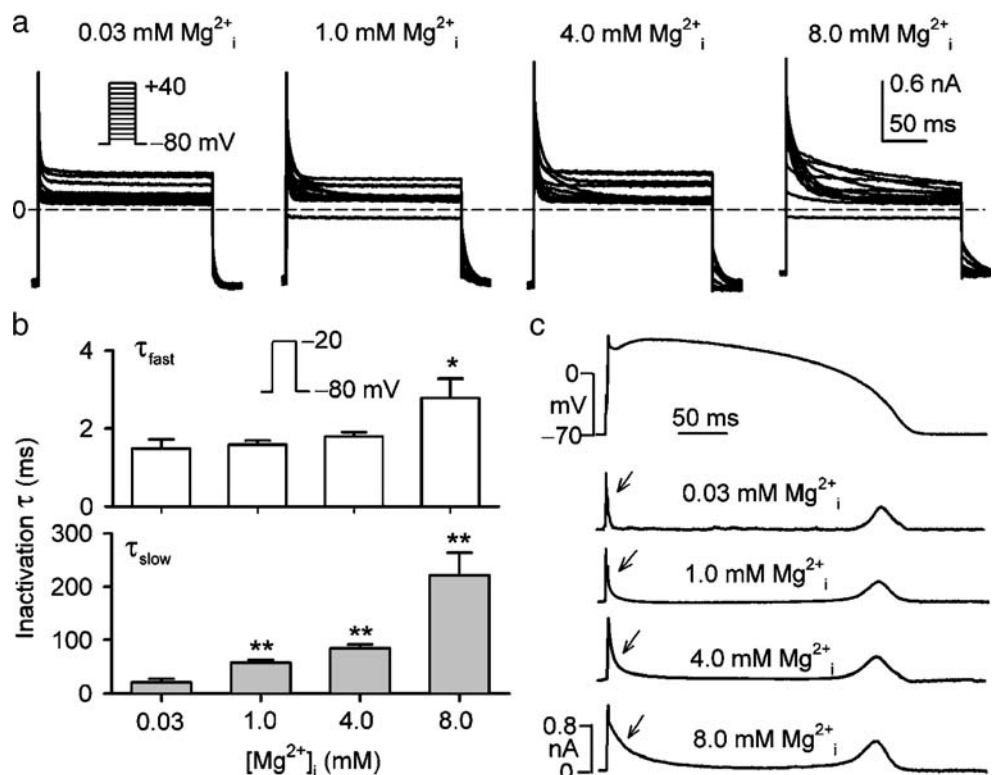 a
0.03 mM Mg2+i 1.0 mM Mg2+i 4.0 mM Mg2+i 8.0 mM Mg2+i
+40
−80 mV
0.6 nA
50 ms
0
b
τfast
−20
−80 mV
*
4
2
0
Inactivation τ (ms)
τslow
**
**
**
300
200
100
0
0.03 1.0 4.0 8.0
[Mg2+]i (mM)
c
0
mV
−70
50 ms
0.03 mM Mg2+i
1.0 mM Mg2+i
4.0 mM Mg2+i
0.8
nA
0
8.0 mM Mg2+i